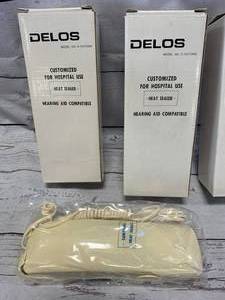 DELOS
CUSTOMIZED
FOR HOSPITAL USE
HEAT SEALED
HEARING AID COMPATIBLE
DELOS
CUSTOMIZED
FOR HOSPITAL USE
HEAT SEALED
HEARING AID COMPATIBLE